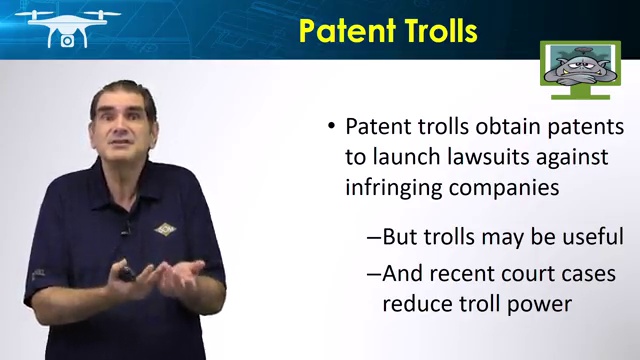 Patent Trolls
• Patent trolls obtain patents
to launch lawsuits against
infringing companies
–But trolls may be useful
–And recent court cases
reduce troll power